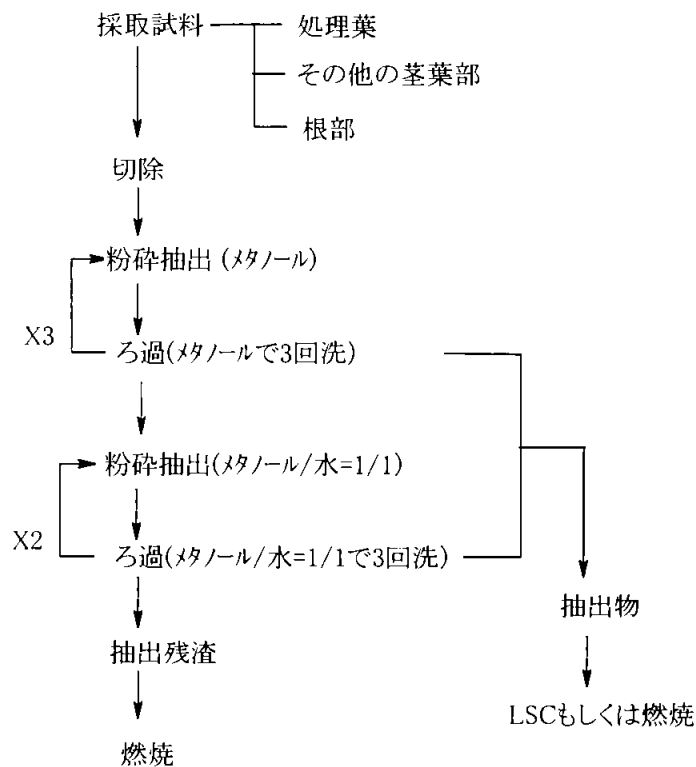 採取試料
処理葉
その他の茎葉部
根部
切除
粉砕抽出 (ﾒﾀﾉｰﾙ)
X3
ろ過(ﾒﾀﾉｰﾙで3回洗)
粉砕抽出(ﾒﾀﾉｰﾙ/水=1/1)
X2
ろ過(ﾒﾀﾉｰﾙ/水=1/1で3回洗)
抽出物
抽出残渣
LSCもしくは燃焼
燃焼